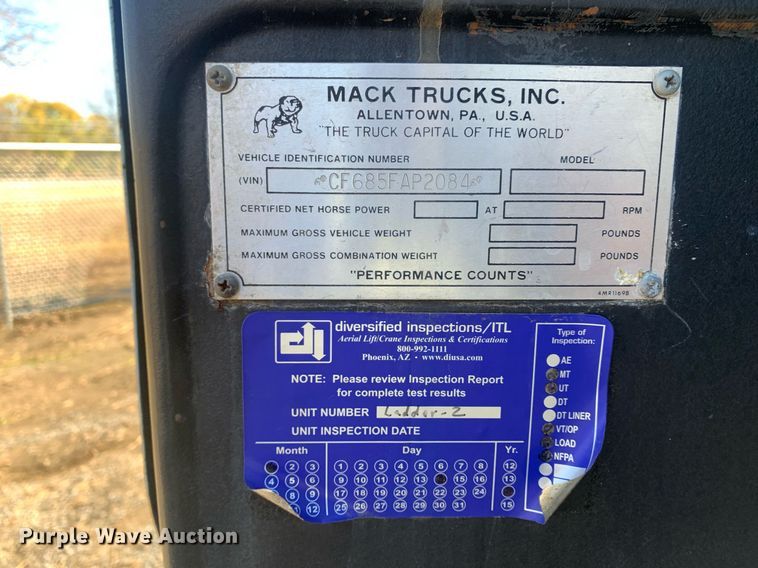 MACK TRUCKS, INC.
ALLENTOWN, PA., U.S.A.
"THE TRUCK CAPITAL OF THE WORLD"
VEHICLE IDENTIFICATION NUMBER MODEL
(VIN) CF685FAP2084
CERTIFIED NET HORSE POWER AT RPM
MAXIMUM GROSS VEHICLE WEIGHT POUNDS
MAXIMUM GROSS COMBINATION WEIGHT POUNDS
"PERFORMANCE COUNTS"
4MR1169B
diversified inspections/ITL
Aerial Lift/Crane Inspections & Certifications
800-992-1111
Phoenix, AZ • www.diusa.com
NOTE: Please review Inspection Report
for complete test results
UNIT NUMBER Ladder-2
UNIT INSPECTION DATE
Type of
Inspection:
AE
MT
UT
DT
DT LINER
VT/OP
LOAD
NFPA
Month Day Yr.
2 3 1 2 3 4 5 6 7 8 12
4 5 6 9 10 11 12 13 15 16 13
8 9 17 18 19 20 21 22 23 24
11 12 25 26 27 28 29 30 31 15
Purple Wave Auction